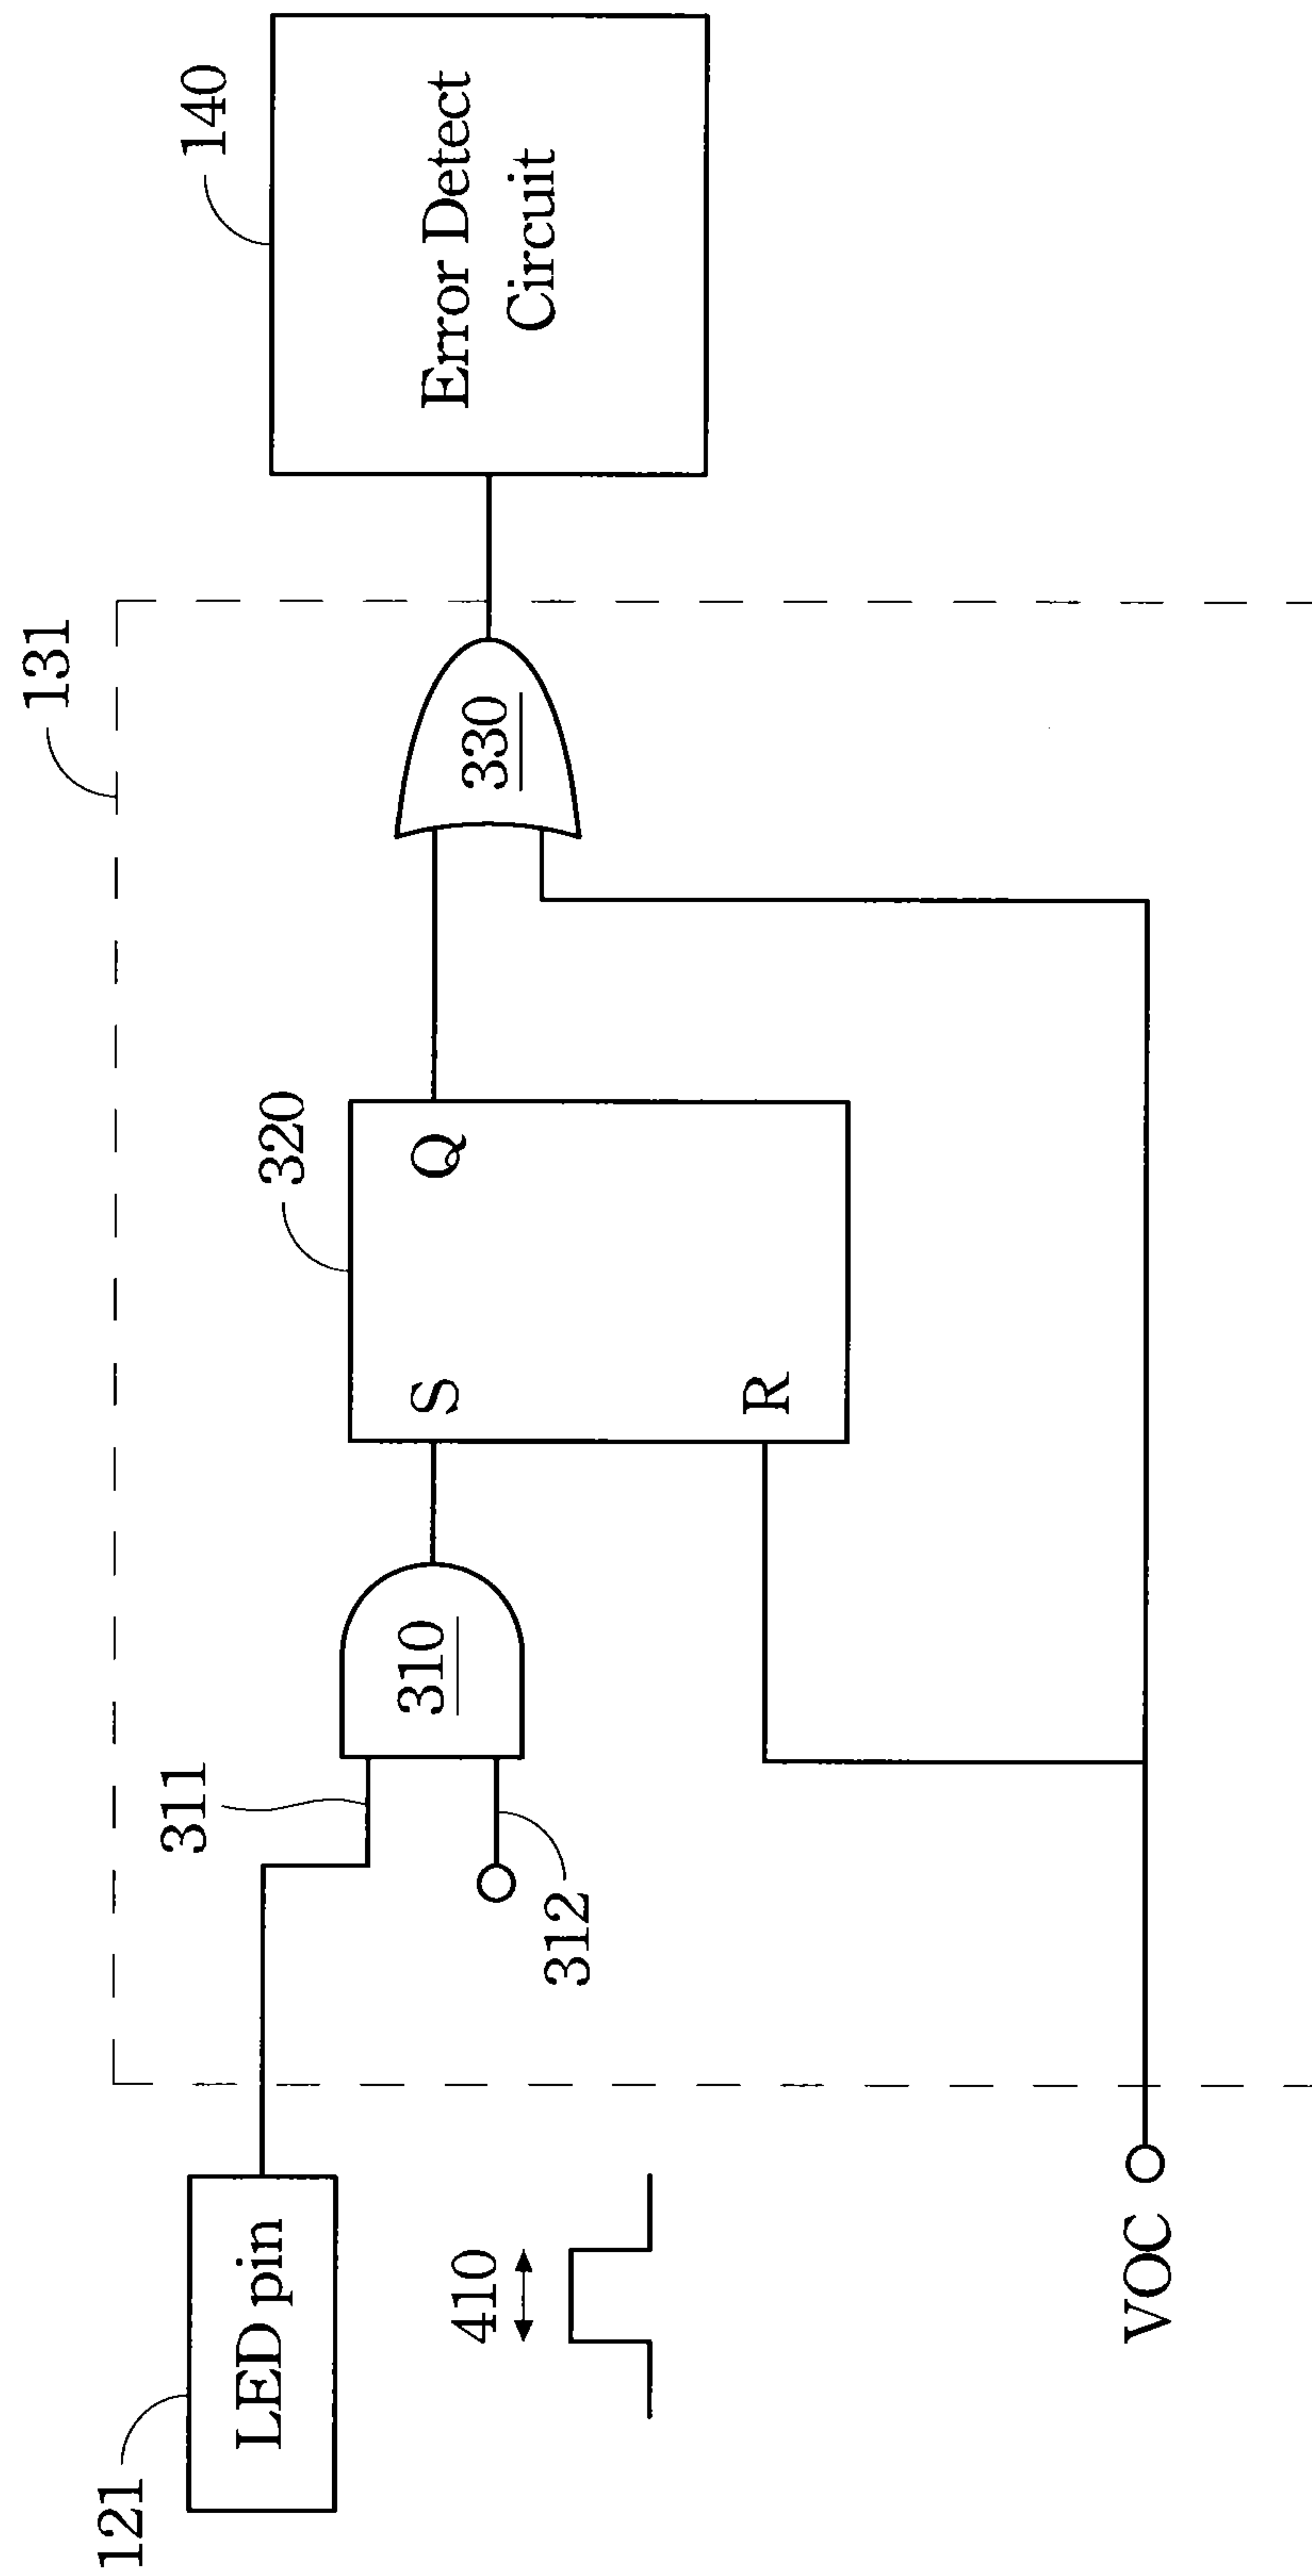 131
140
121
LED pin
311
310
312
320
S
Q
R
330
Error Detect
Circuit
410
VOC